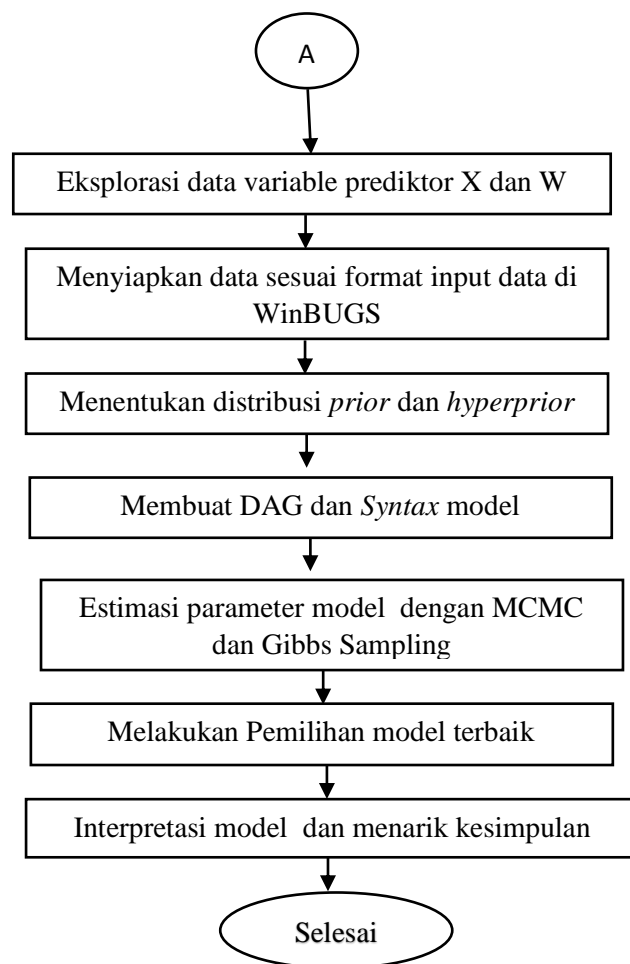 A
Eksplorasi data variable prediktor X dan W
Menyiapkan data sesuai format input data di
WinBUGS
Menentukan distribusi prior dan hyperprior
Membuat DAG dan Syntax model
Estimasi parameter model dengan MCMC
dan Gibbs Sampling
Melakukan Pemilihan model terbaik
Interpretasi model dan menarik kesimpulan
Selesai